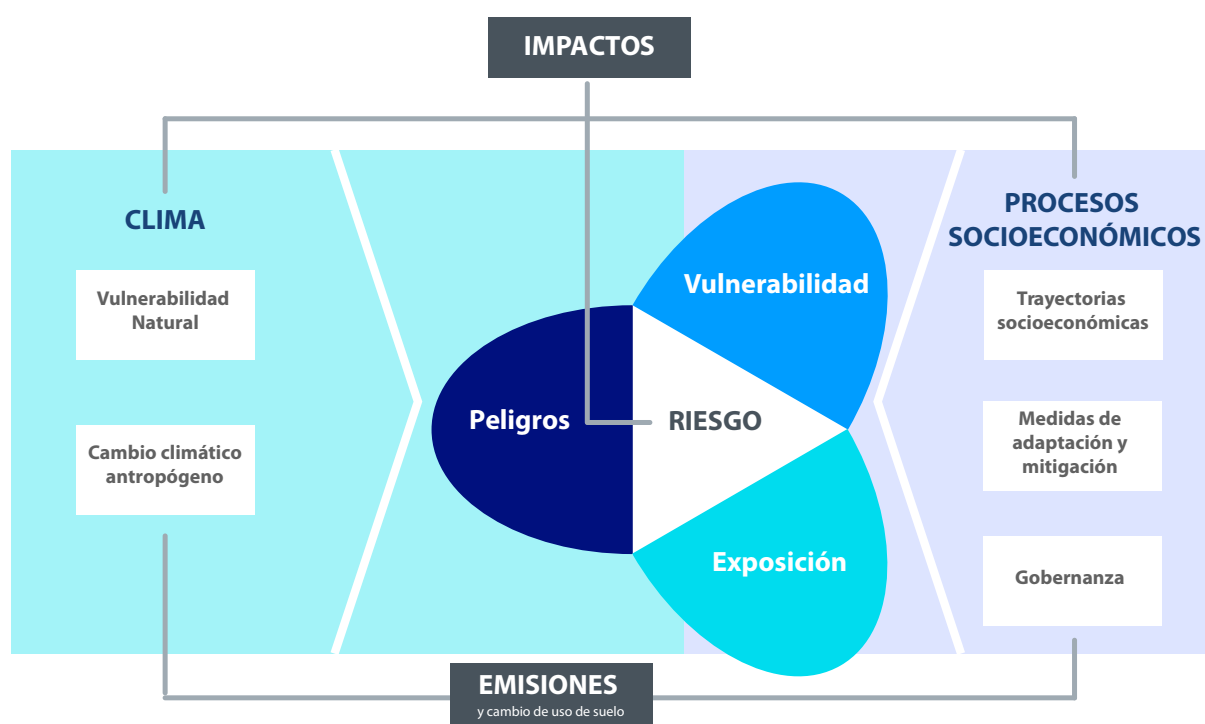 IMPACTOS
CLIMA
Vulnerabilidad
Natural
Cambio climático
antropógeno
Peligros
RIESGO
Vulnerabilidad
Exposición
PROCESOS
SOCIOECONÓMICOS
Trayectorias
socioeconómicas
Medidas de
adaptación y
mitigación
Gobernanza
EMISIONES
y cambio de uso de suelo